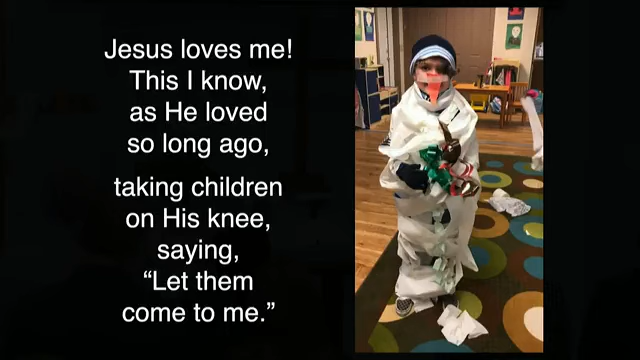 Jesus loves me!
This I know,
as He loved
so long ago,
taking children
on His knee,
saying,
“Let them
come to me.”